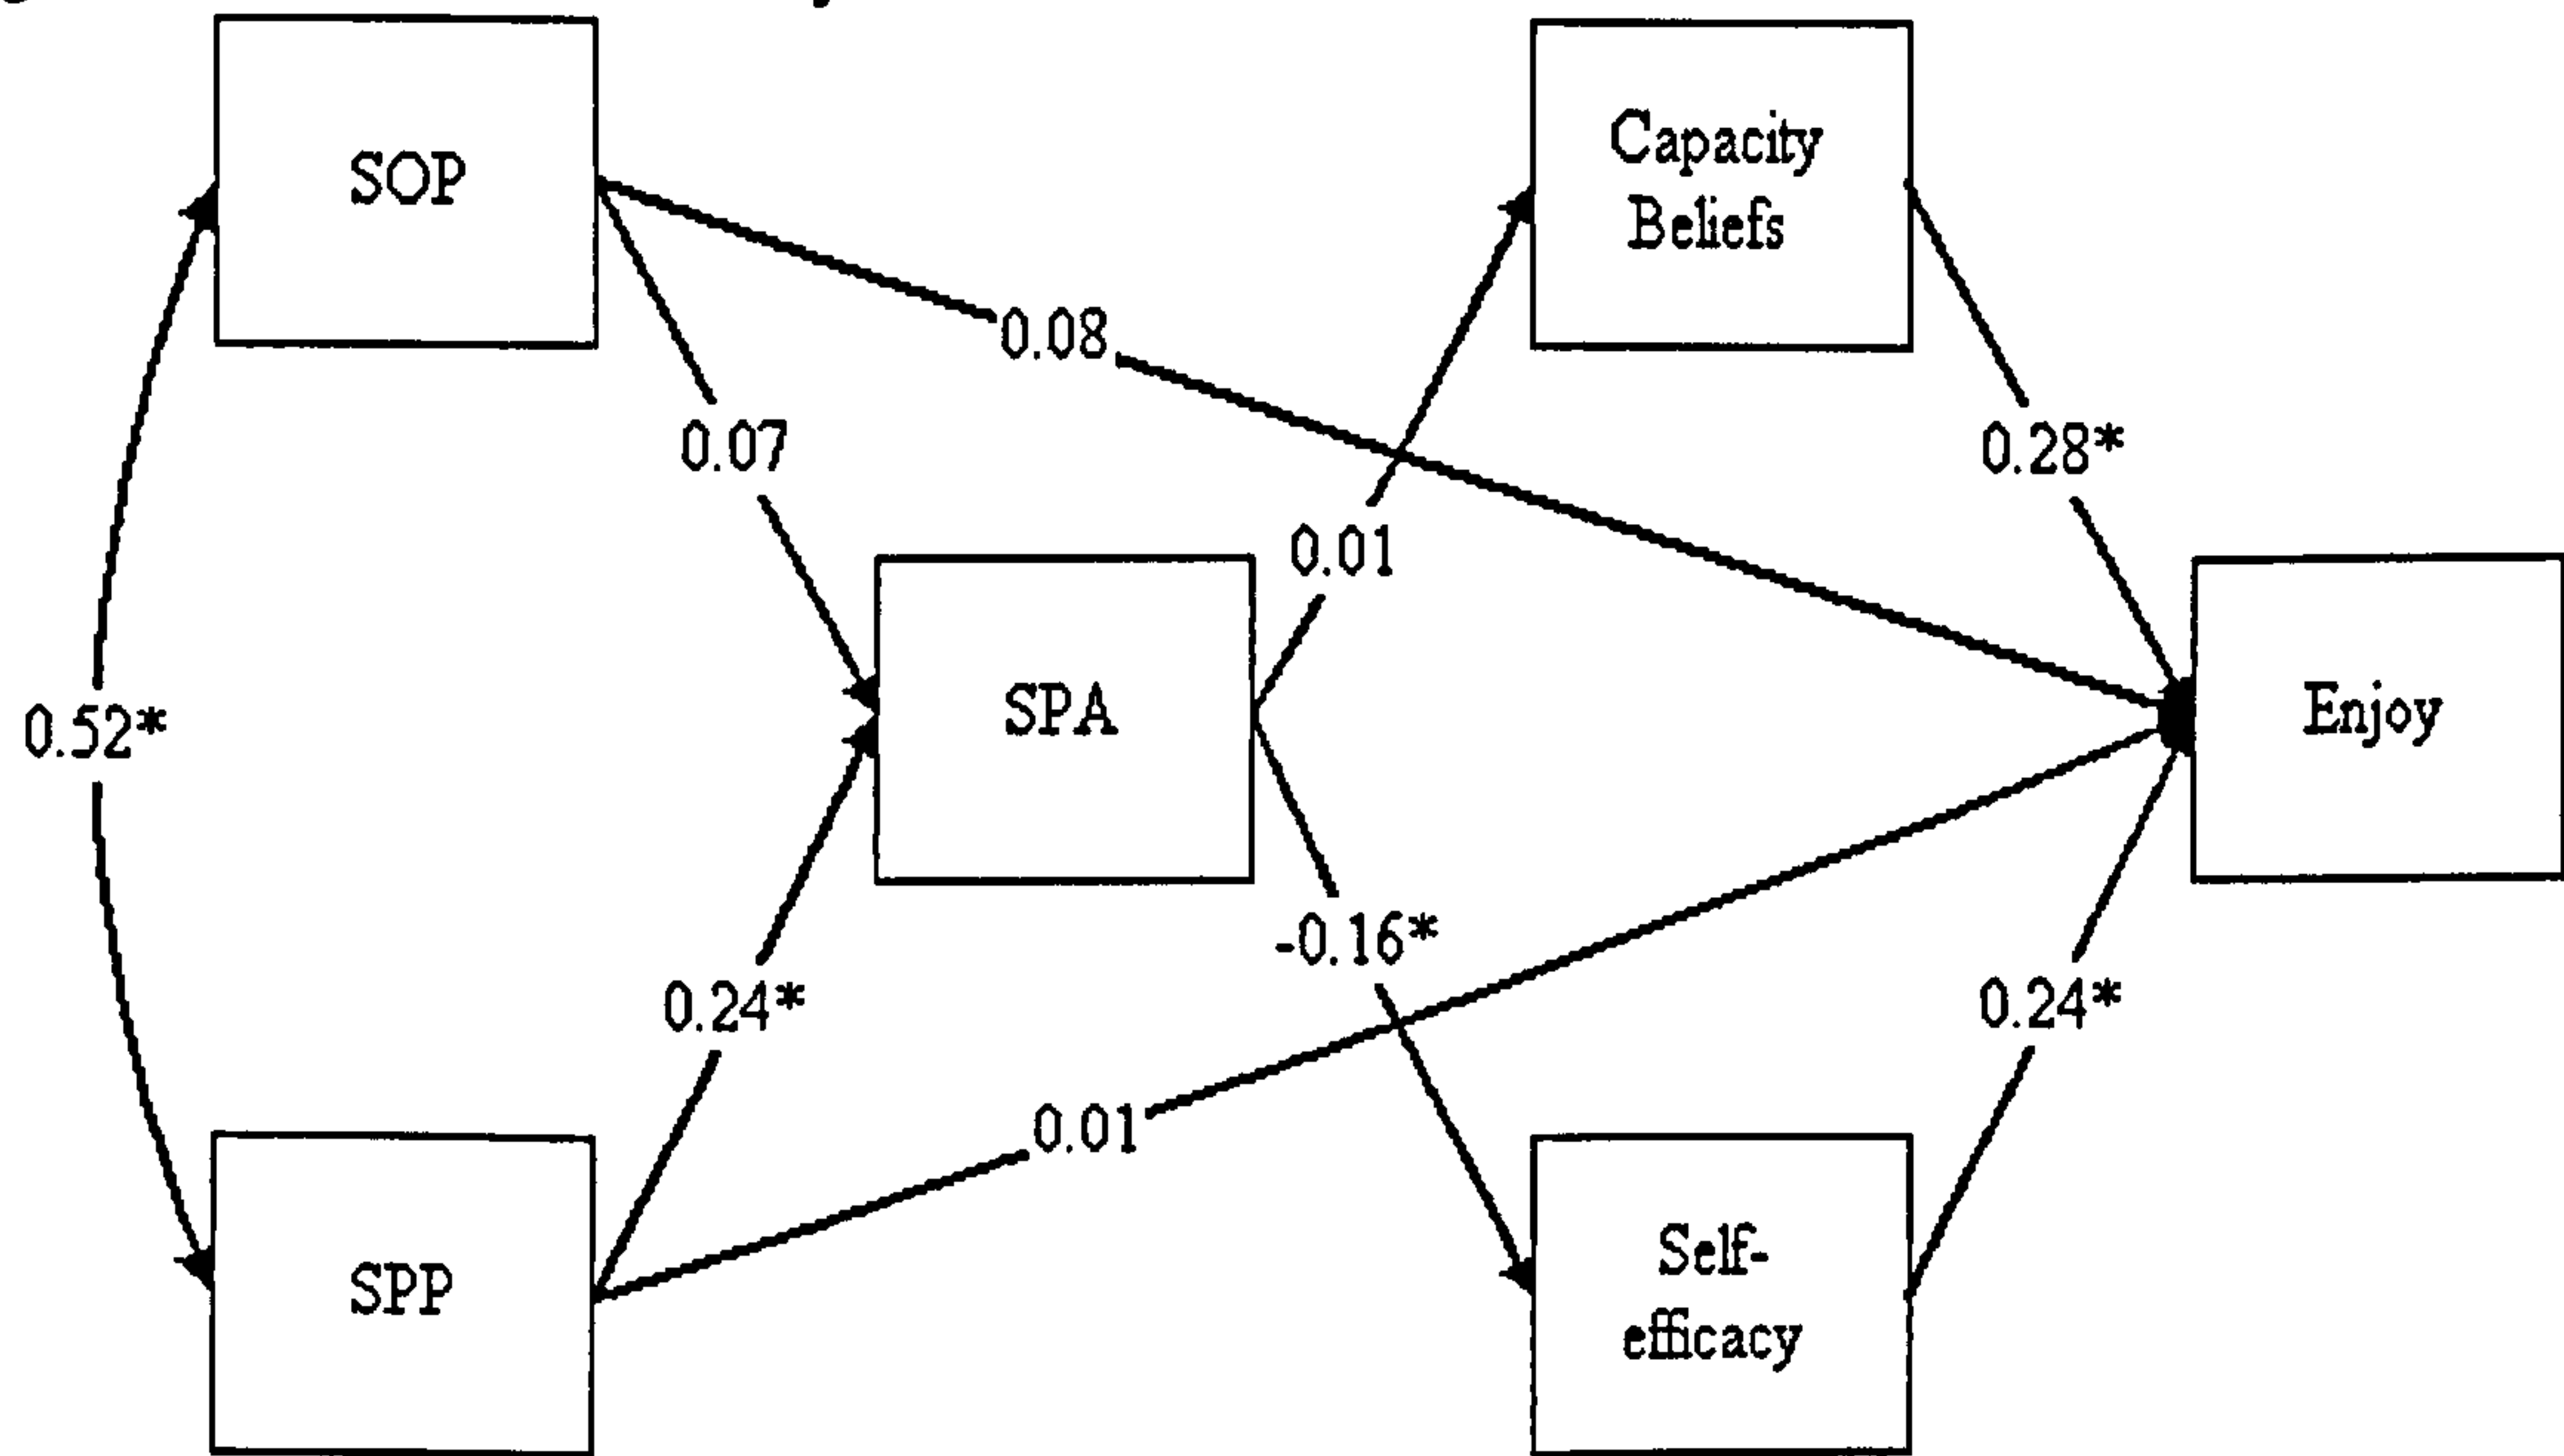 SOP
Capacity
Beliefs
0.08
0.07
0.28*
0.01
SPA
Enjoy
0.52*
-0.16*
0.24*
0.24*
0.01
SPP
Self-
efficacy